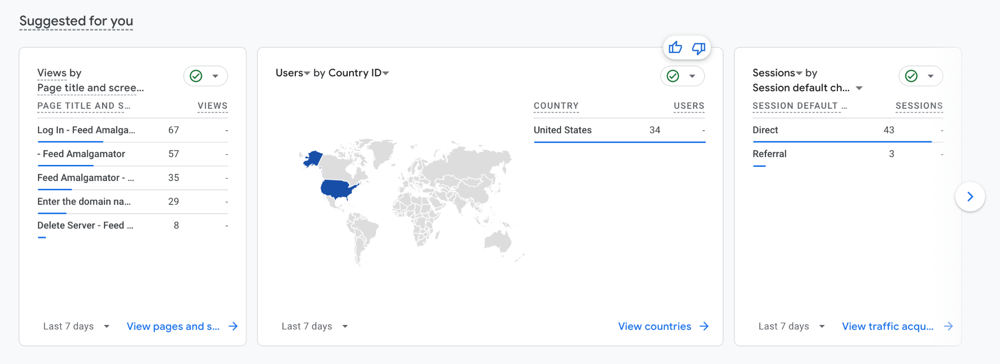 Suggested for you
Views by
Page title and scree...
PAGE TITLE AND S... VIEWS
Log In - Feed Amalga... 67 -
- Feed Amalgamator 57 -
Feed Amalgamator - ... 35 -
Enter the domain na... 29 -
Delete Server - Feed ... 8 -
Last 7 days View pages and s...
Users by Country ID
COUNTRY USERS
United States 34 -
Last 7 days View countries
Sessions by
Session default ch...
SESSION DEFAULT ... SESSIONS
Direct 43 -
Referral 3 -
Last 7 days View traffic acqu...